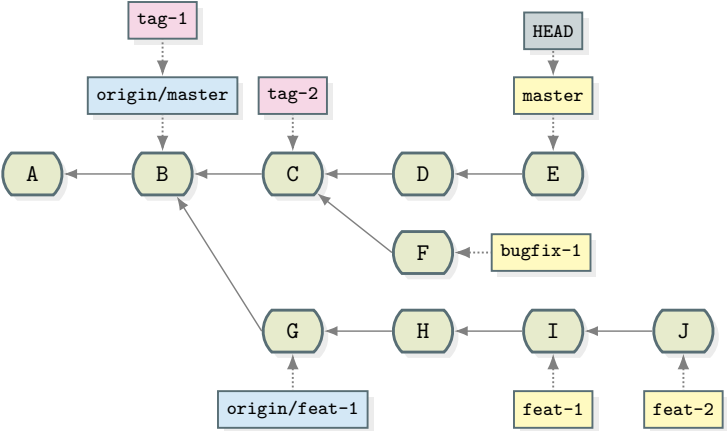 tag-1
HEAD
origin/master
tag-2
master
A
B
C
D
E
F
bugfix-1
G
H
I
J
origin/feat-1
feat-1
feat-2